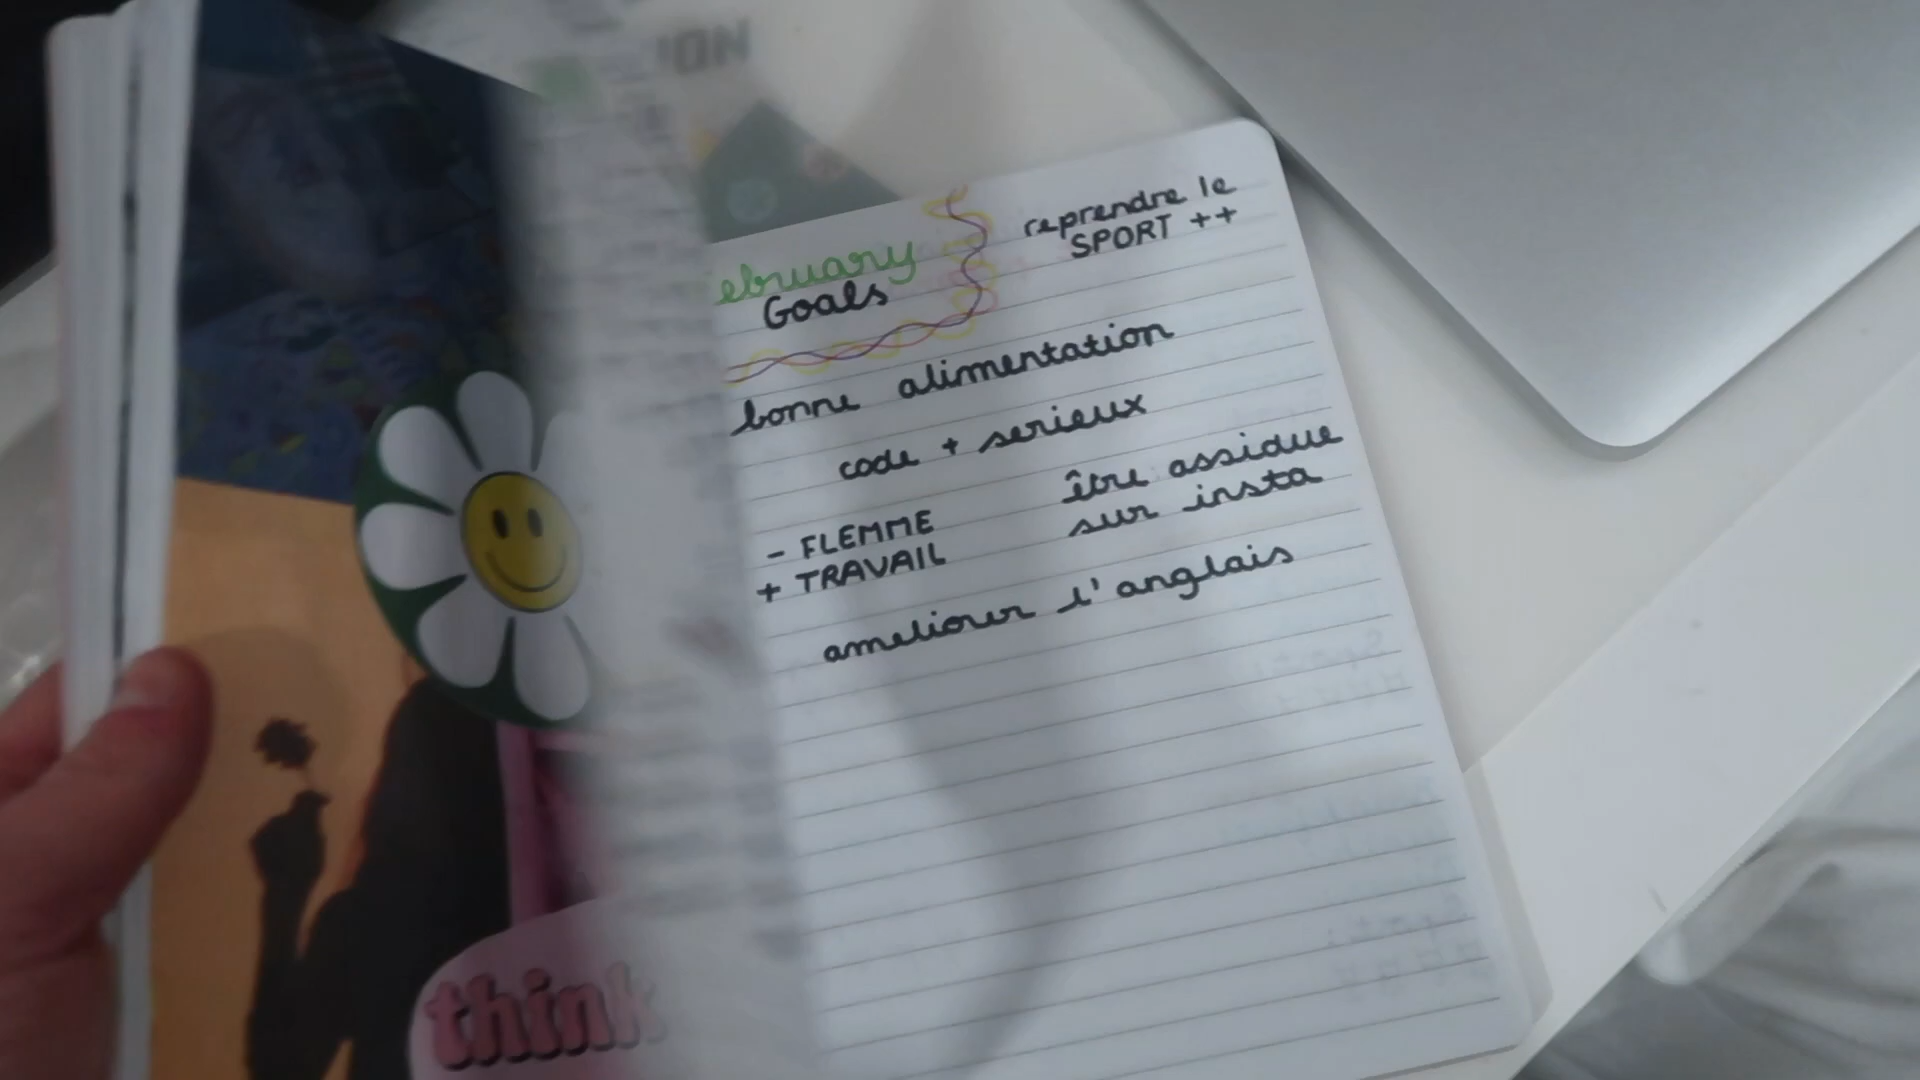 ebruary
Goals
reprendre le
SPORT ++
bonne alimentation
code + serieux
- FLEMME
+ TRAVAIL
être assidue
sur insta
ameliorer l'anglais
think